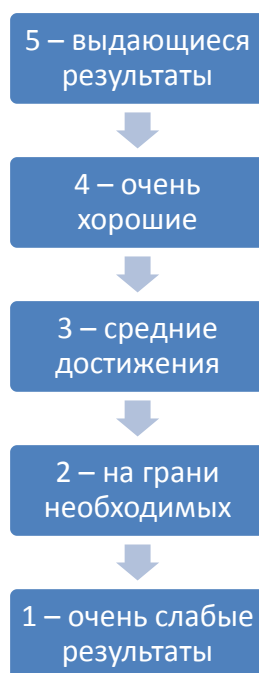 5 – выдающиеся
результаты
4 – очень
хорошие
3 – средние
достижения
2 – на грани
необходимых
1 – очень слабые
результаты